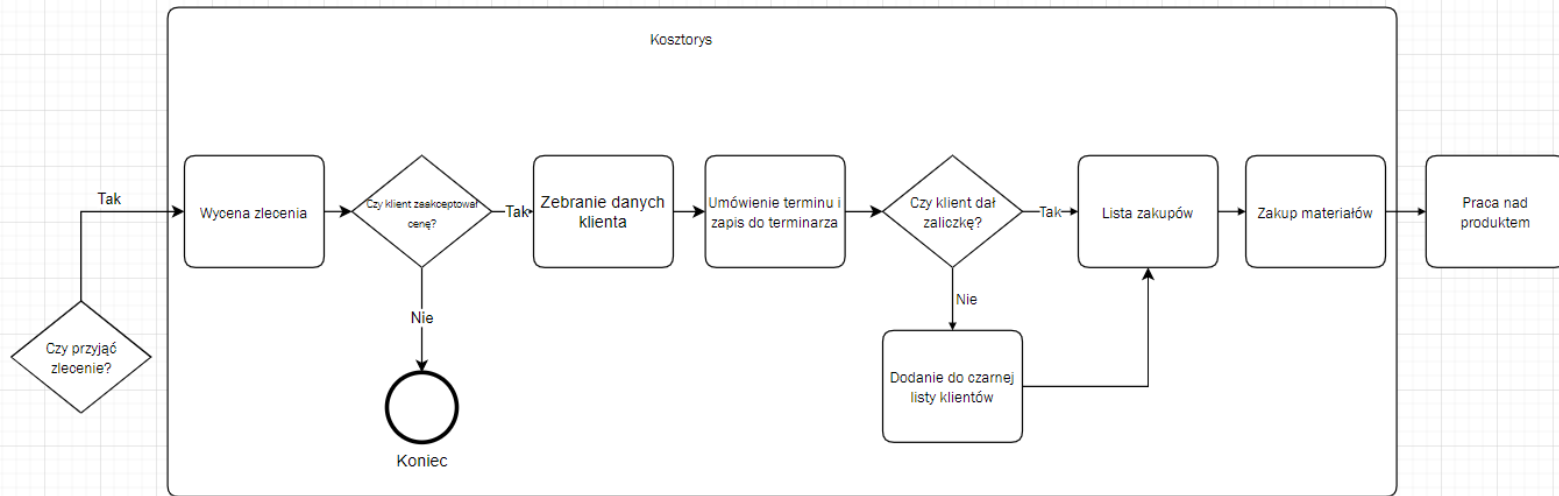 Kosztorys
Tak
Wycena zlecenia
Czy klient zaakceptował
cenę?
Tak
Zebranie danych
klienta
Umówienie terminu i
zapis do terminarza
Czy klient dał
zaliczkę?
Tak
Lista zakupów
Zakup materiałów
Praca nad
produktem
Nie
Nie
Czy przyjąć
zlecenie?
Dodanie do czarnej
listy klientów
Koniec